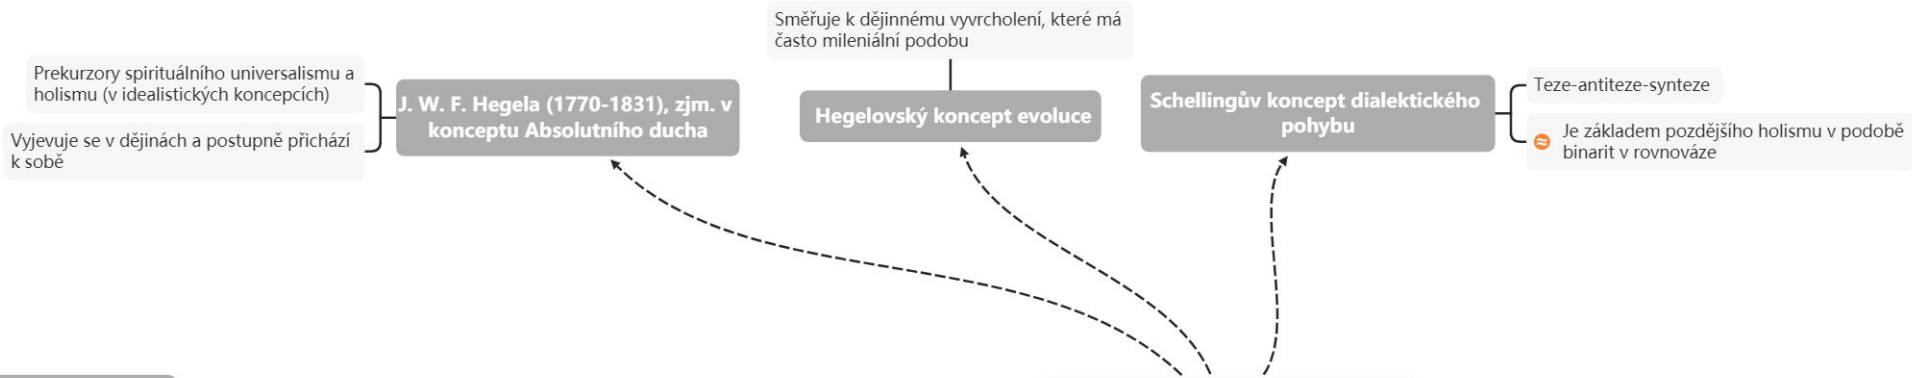 Směřuje k dějinnému vyvrcholení, které má
často mileniální podobu
Prekurzory spirituálního universalismu a
holismu (v idealistických koncepcích)
Vyjevuje se v dějinách a postupně přichází
k sobě
J. W. F. Hegela (1770-1831), zjm. v
konceptu Absolutního ducha
Hegelovský koncept evoluce
Schellingův koncept dialektického
pohybu
Teze-antiteze-synteze
Je základem pozdějšího holismu v podobě
binarit v rovnováze